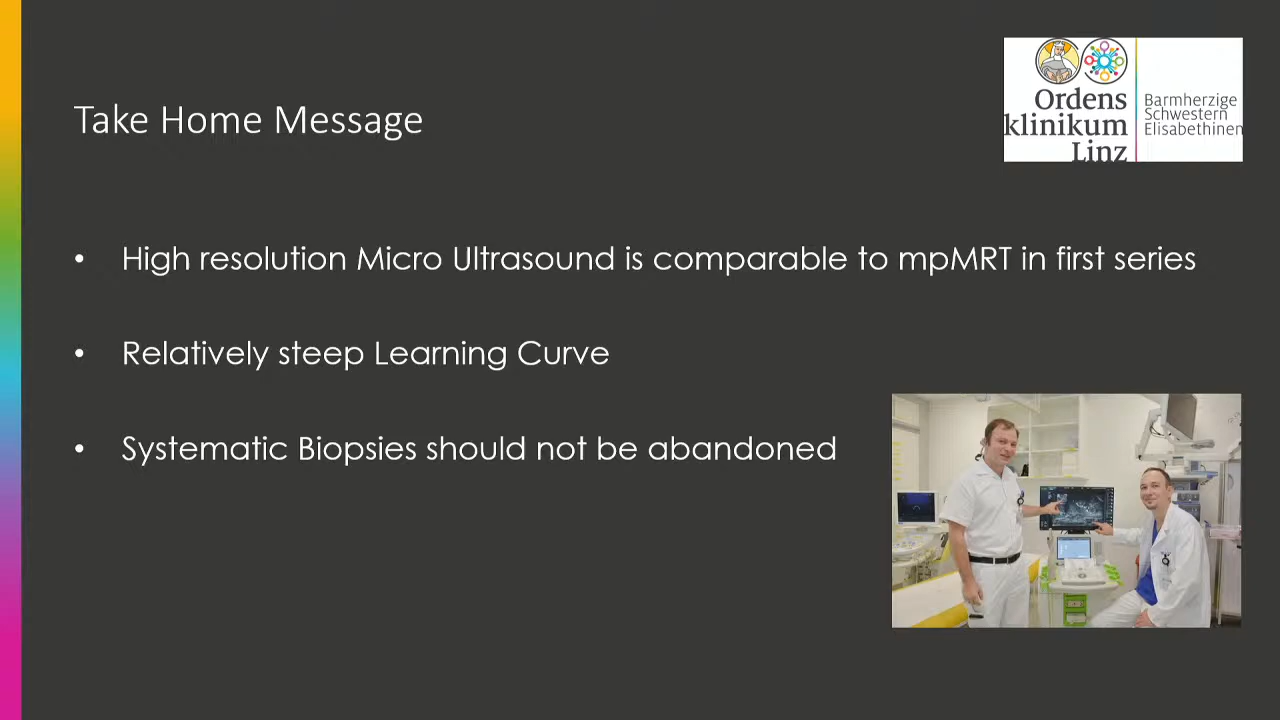 Take Home Message
Ordens
klinikum
Linz
Barmherzige
Schwestern
Elisabethinen
• High resolution Micro Ultrasound is comparable to mpMRT in first series
• Relatively steep Learning Curve
• Systematic Biopsies should not be abandoned